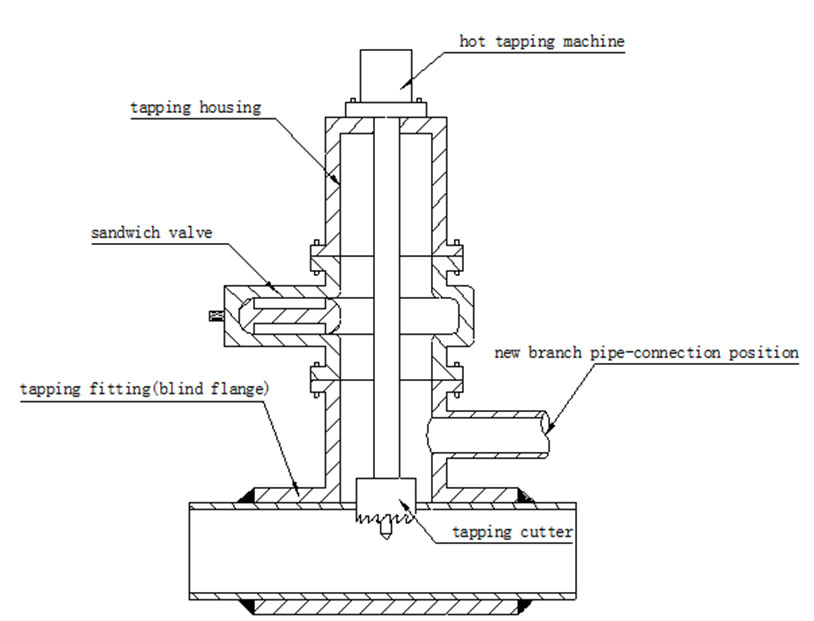 hot tapping machine
tapping housing
sandwich valve
new branch pipe-connection position
tapping fitting(blind flange)
tapping cutter